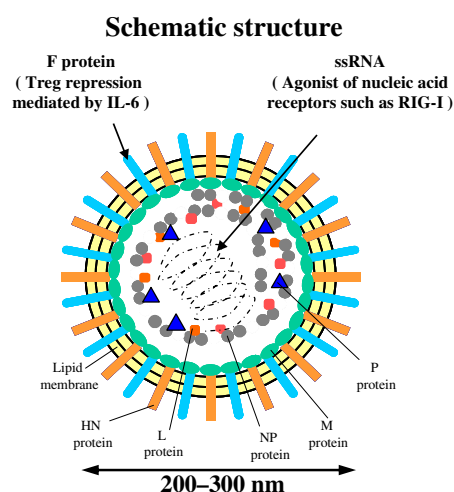 Schematic structure
F protein
( Treg repression
mediated by IL-6 )
ssRNA
( Agonist of nucleic acid
receptors such as RIG-I )
Lipid
membrane
HN
protein
L
protein
NP
protein
M
protein
P
protein
200–300 nm